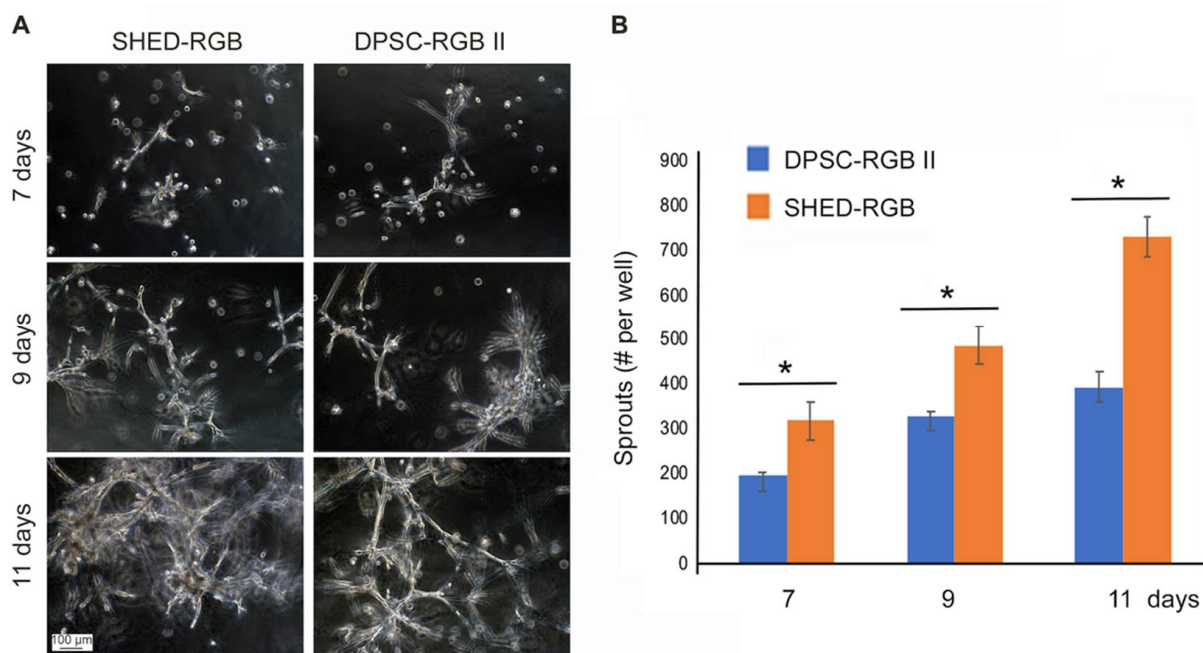 A
SHED-RGB
DPSC-RGB II
7 days
9 days
11 days
100 µm
B
DPSC-RGB II
SHED-RGB
Sprouts (# per well)
900
800
700
600
500
400
300
200
100
0
*
*
*
7
9
11 days